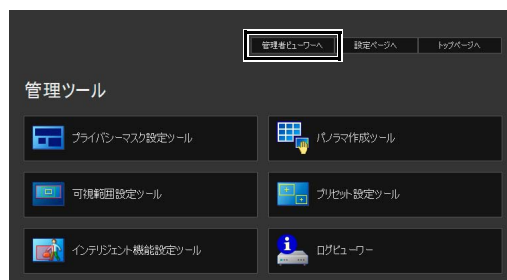 管理者ビューワーへ 設定ページへ トップページへ
管理ツール
プライバシーマスク設定ツール パノラマ作成ツール
可視範囲設定ツール プリセット設定ツール
インテリジェント機能設定ツール ログビューワー